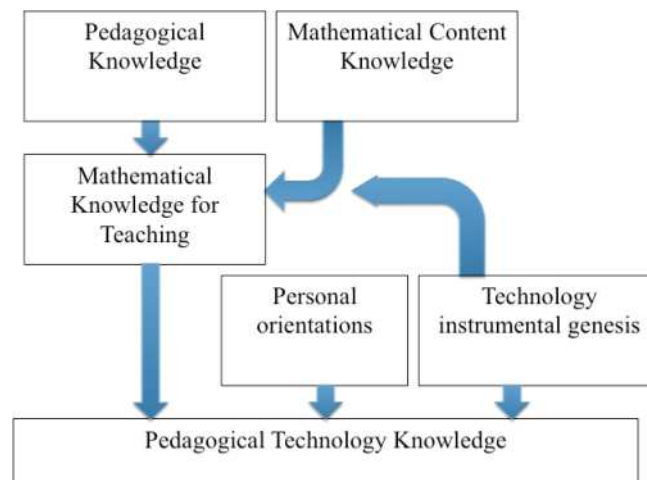 Pedagogical
Knowledge
Mathematical Content
Knowledge
Mathematical
Knowledge for
Teaching
Personal
orientations
Technology
instrumental genesis
Pedagogical Technology Knowledge